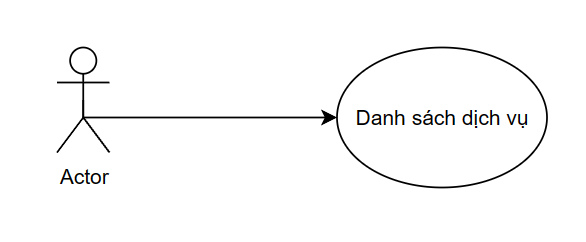 Danh sách dịch vụ
Actor